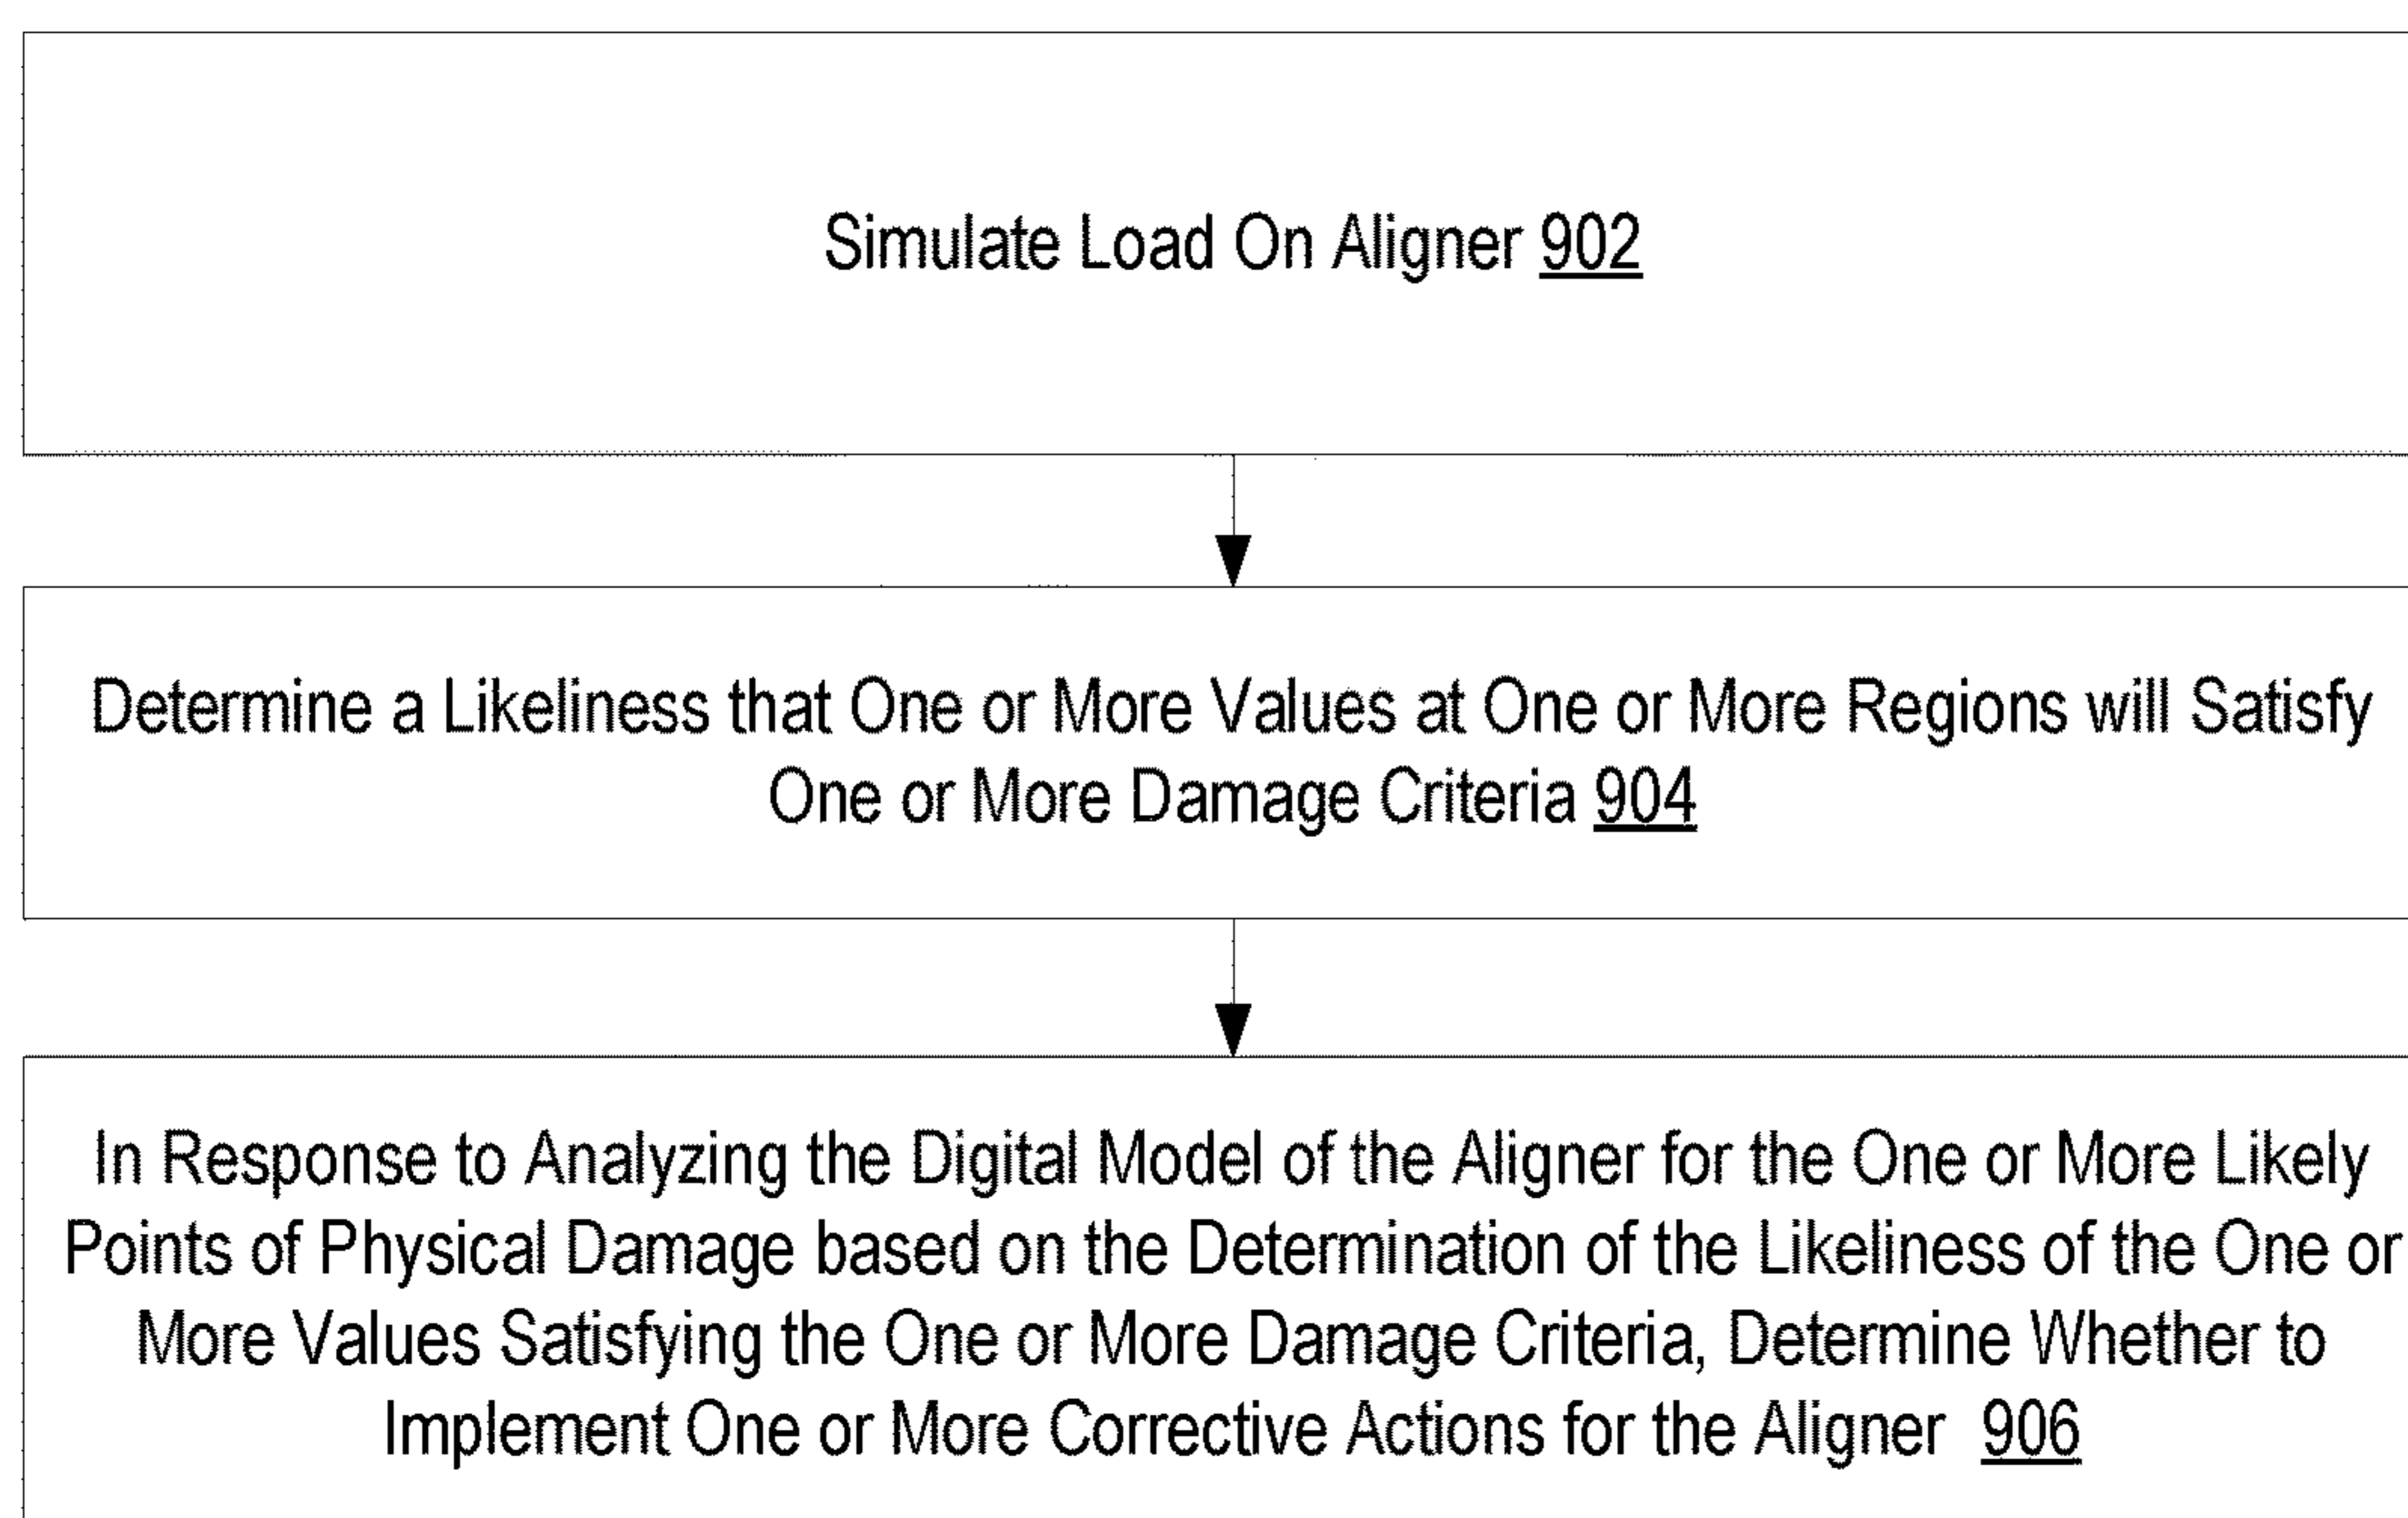 Simulate Load On Aligner 902
Determine a Likeliness that One or More Values at One or More Regions will Satisfy
One or More Damage Criteria 904
In Response to Analyzing the Digital Model of the Aligner for the One or More Likely
Points of Physical Damage based on the Determination of the Likeliness of the One or
More Values Satisfying the One or More Damage Criteria, Determine Whether to
Implement One or More Corrective Actions for the Aligner 906